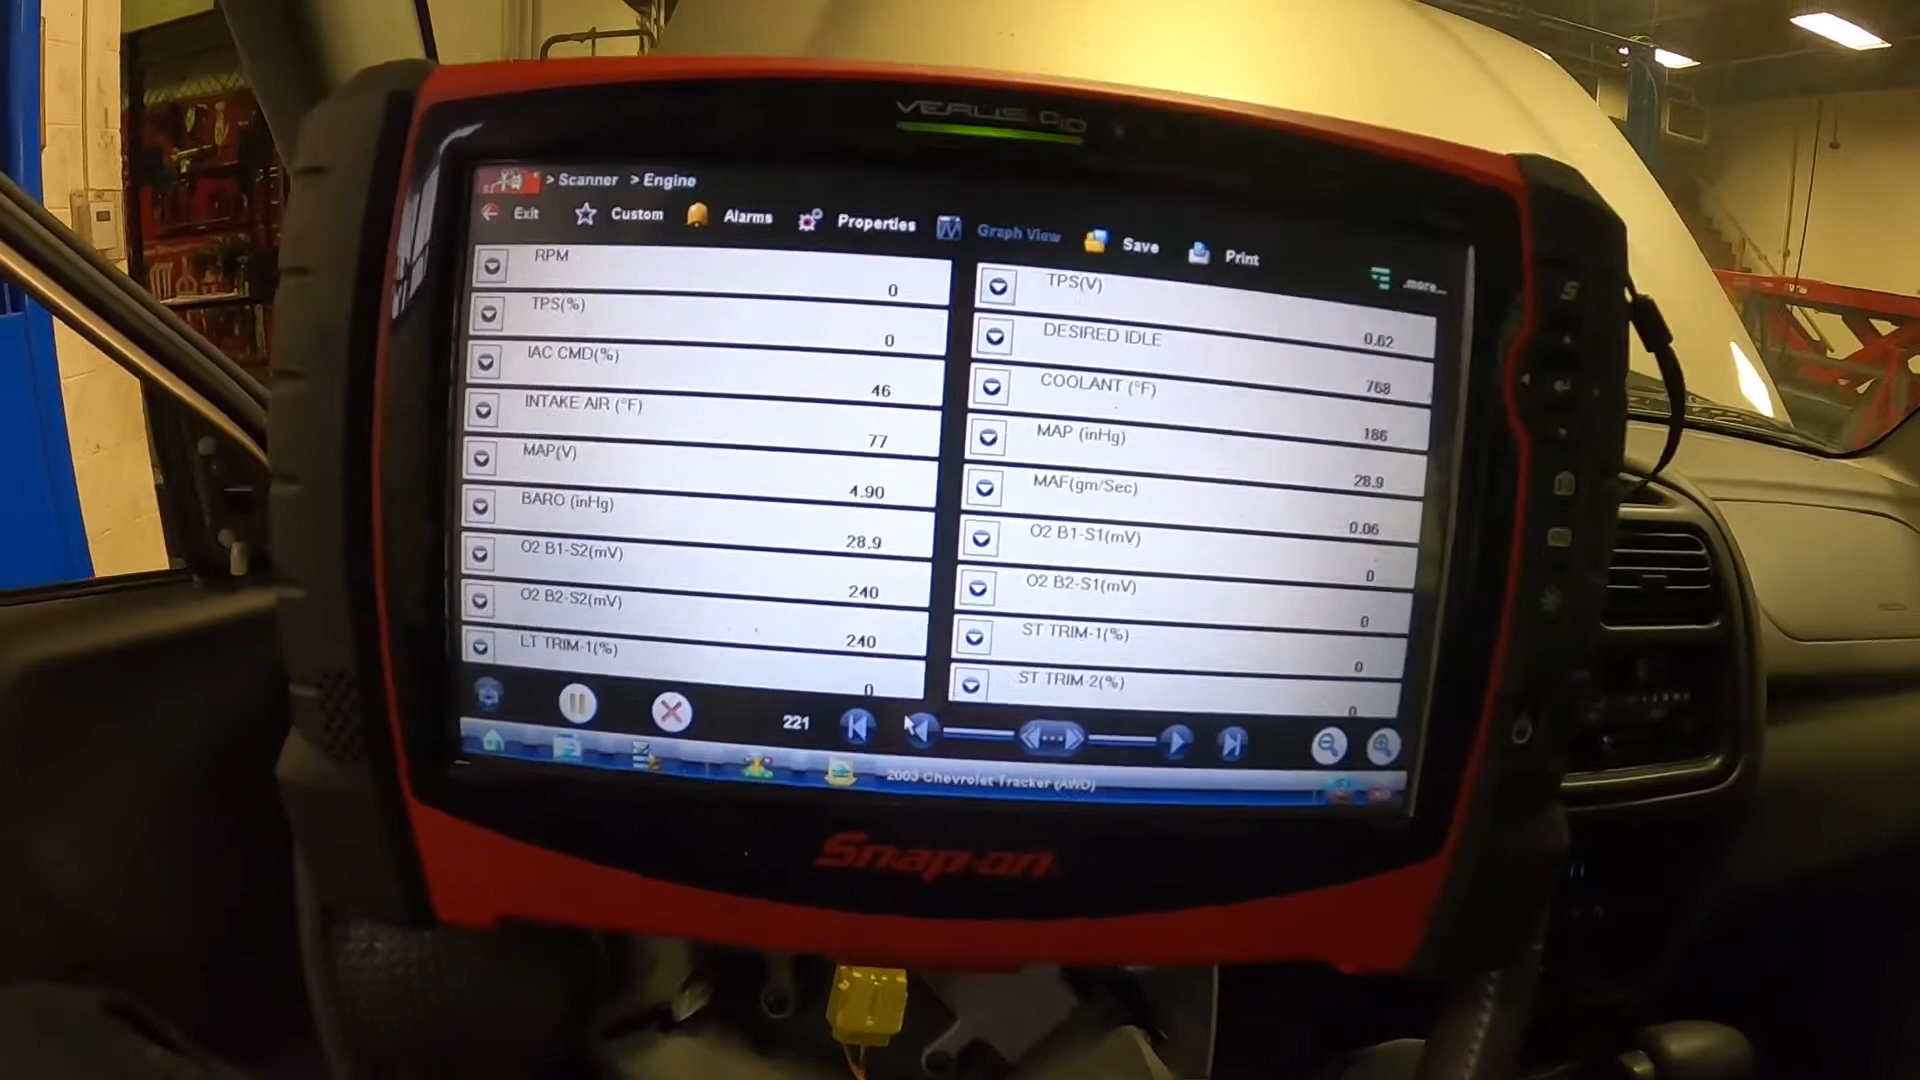 VERUS PRO
> Scanner > Engine
Exit Custom Alarms Properties Graph View Save Print more...
RPM 0
TPS(%) 0
IAC CMD(%) 46
INTAKE AIR (°F) 77
MAP(V) 4.90
BARO (inHg) 28.9
O2 B1-S2(mV) 240
O2 B2-S2(mV) 240
LT TRIM-1(%) 0
TPS(V) 0.62
DESIRED IDLE 768
COOLANT (°F) 186
MAP (inHg) 28.9
MAF(gm/Sec) 0.06
O2 B1-S1(mV) 0
O2 B2-S1(mV) 0
ST TRIM-1(%) 0
ST TRIM-2(%) 0
221
2003 Chevrolet Tracker (AWD)
Snap-on
S